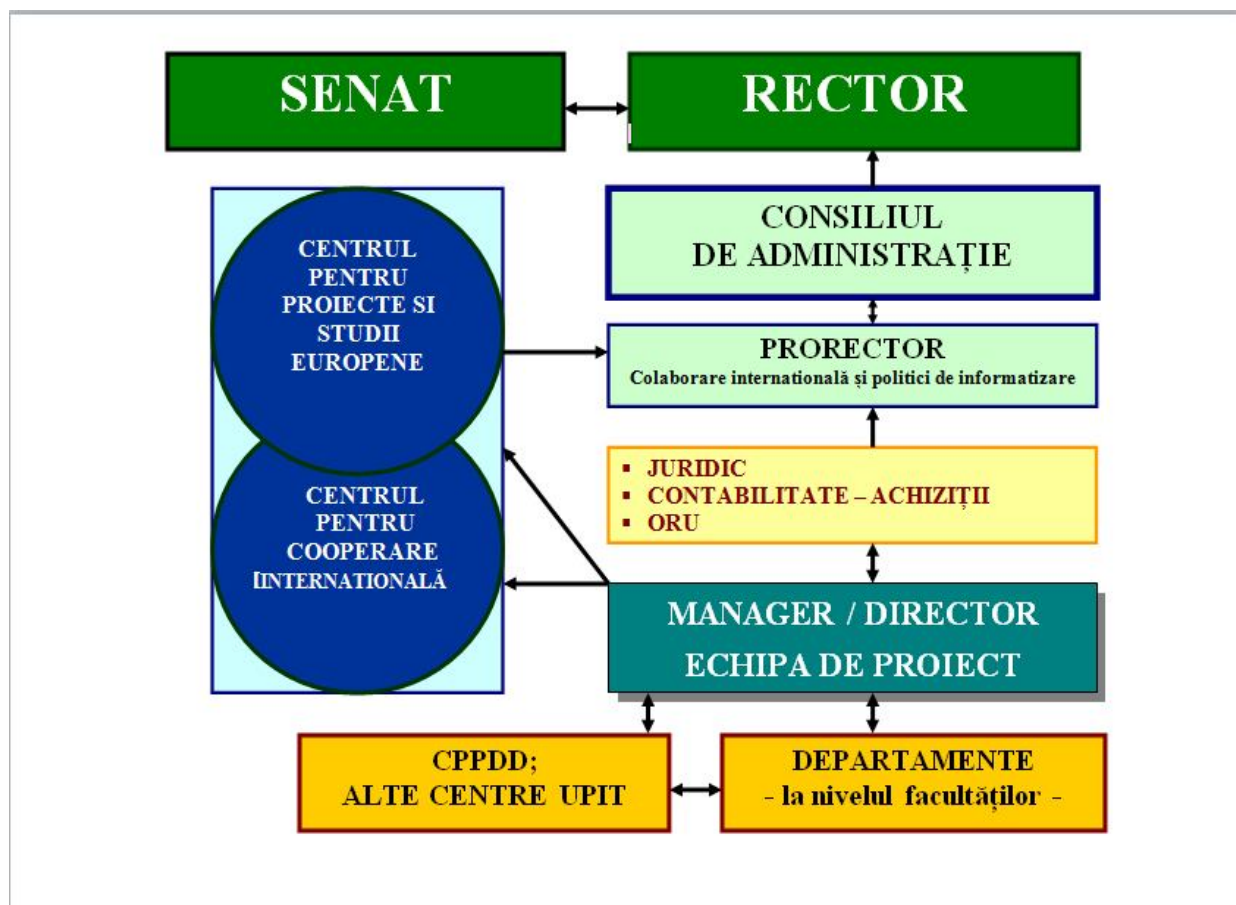 SENAT
RECTOR
CONSILIUL
DE ADMINISTRAȚIE
CENTRUL
PENTRU
PROIECTE SI
STUDII
EUROPENE
PRORECTOR
Colaborare internatională și politici de informatizare
▪ JURIDIC
▪ CONTABILITATE – ACHIZIȚII
▪ ORU
CENTRUL
PENTRU
COOPERARE
INTERNATIONALĂ
MANAGER / DIRECTOR
ECHIPA DE PROIECT
CPPDD;
ALTE CENTRE UPIT
DEPARTAMENTE
- la nivelul facultăților -